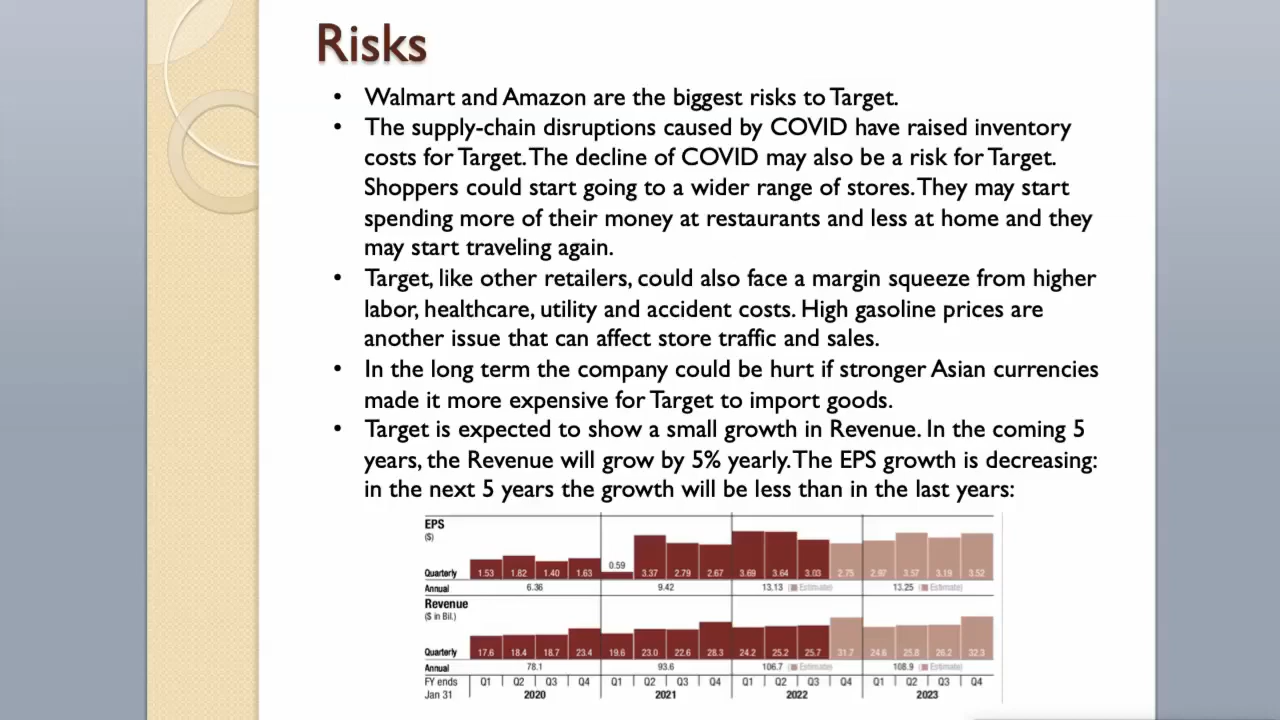 Risks
• Walmart and Amazon are the biggest risks to Target.
• The supply-chain disruptions caused by COVID have raised inventory
costs for Target. The decline of COVID may also be a risk for Target.
Shoppers could start going to a wider range of stores. They may start
spending more of their money at restaurants and less at home and they
may start traveling again.
• Target, like other retailers, could also face a margin squeeze from higher
labor, healthcare, utility and accident costs. High gasoline prices are
another issue that can affect store traffic and sales.
• In the long term the company could be hurt if stronger Asian currencies
made it more expensive for Target to import goods.
• Target is expected to show a small growth in Revenue. In the coming 5
years, the Revenue will grow by 5% yearly. The EPS growth is decreasing:
in the next 5 years the growth will be less than in the last years:
EPS
($)
Quarterly 1.53 1.82 1.40 1.63 0.59 3.37 2.79 2.67 3.69 3.64 3.03 2.75 2.97 3.57 3.19 3.52
Annual 6.36 9.42 13.13 (Estimate) 13.25 (Estimate)
Revenue
($ in Bil.)
Quarterly 17.6 18.4 18.7 23.4 19.6 23.0 22.6 28.3 24.2 25.2 25.7 31.7 24.6 25.8 26.2 32.3
Annual 78.1 93.6 106.7 (Estimate) 108.9 (Estimate)
FY ends Q1 Q2 Q3 Q4 Q1 Q2 Q3 Q4 Q1 Q2 Q3 Q4 Q1 Q2 Q3 Q4
Jan 31 2020 2021 2022 2023